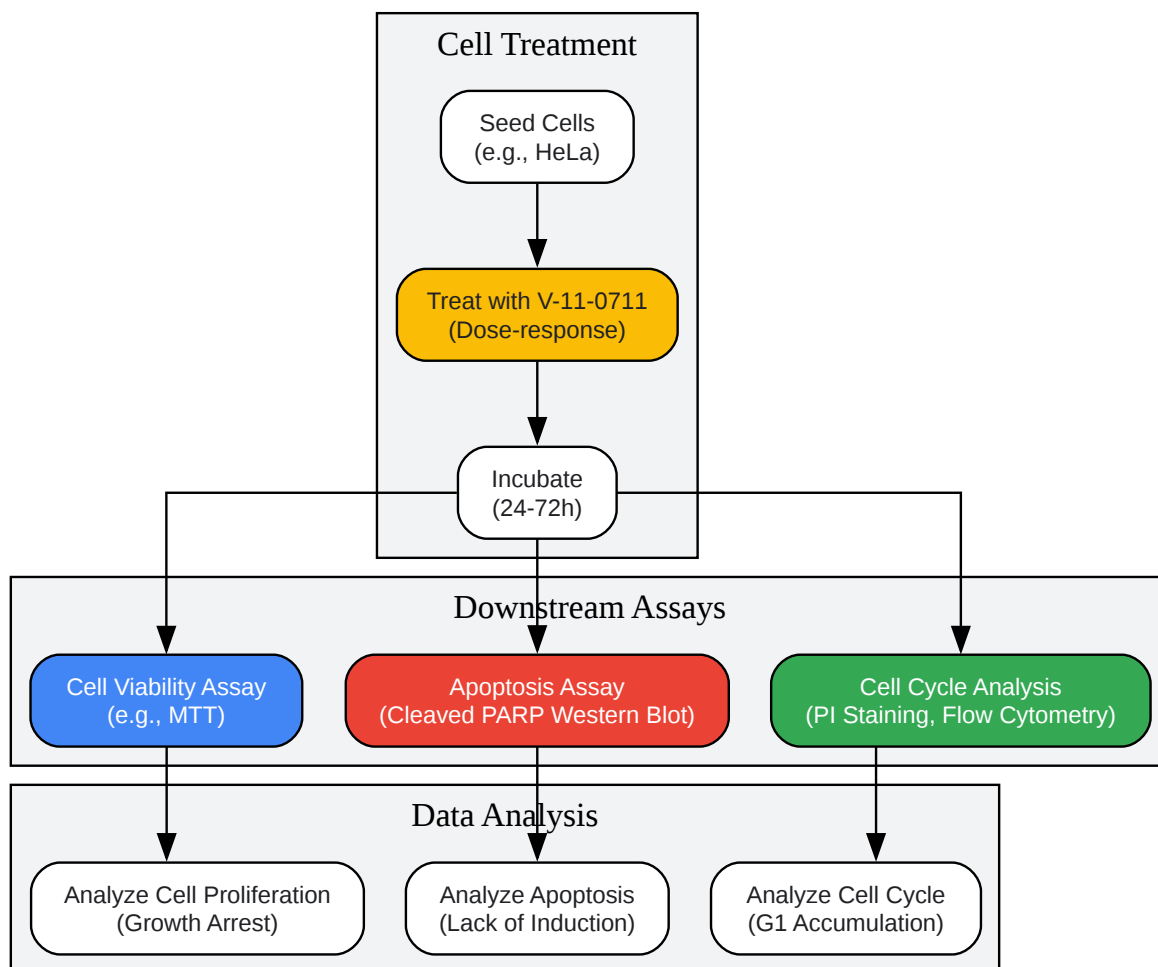 Cell Treatment
Seed Cells
(e.g., HeLa)
Treat with V-11-0711
(Dose-response)
Incubate
(24-72h)
Downstream Assays
Cell Viability Assay
(e.g., MTT)
Apoptosis Assay
(Cleaved PARP Western Blot)
Cell Cycle Analysis
(PI Staining, Flow Cytometry)
Data Analysis
Analyze Cell Proliferation
(Growth Arrest)
Analyze Apoptosis
(Lack of Induction)
Analyze Cell Cycle
(G1 Accumulation)